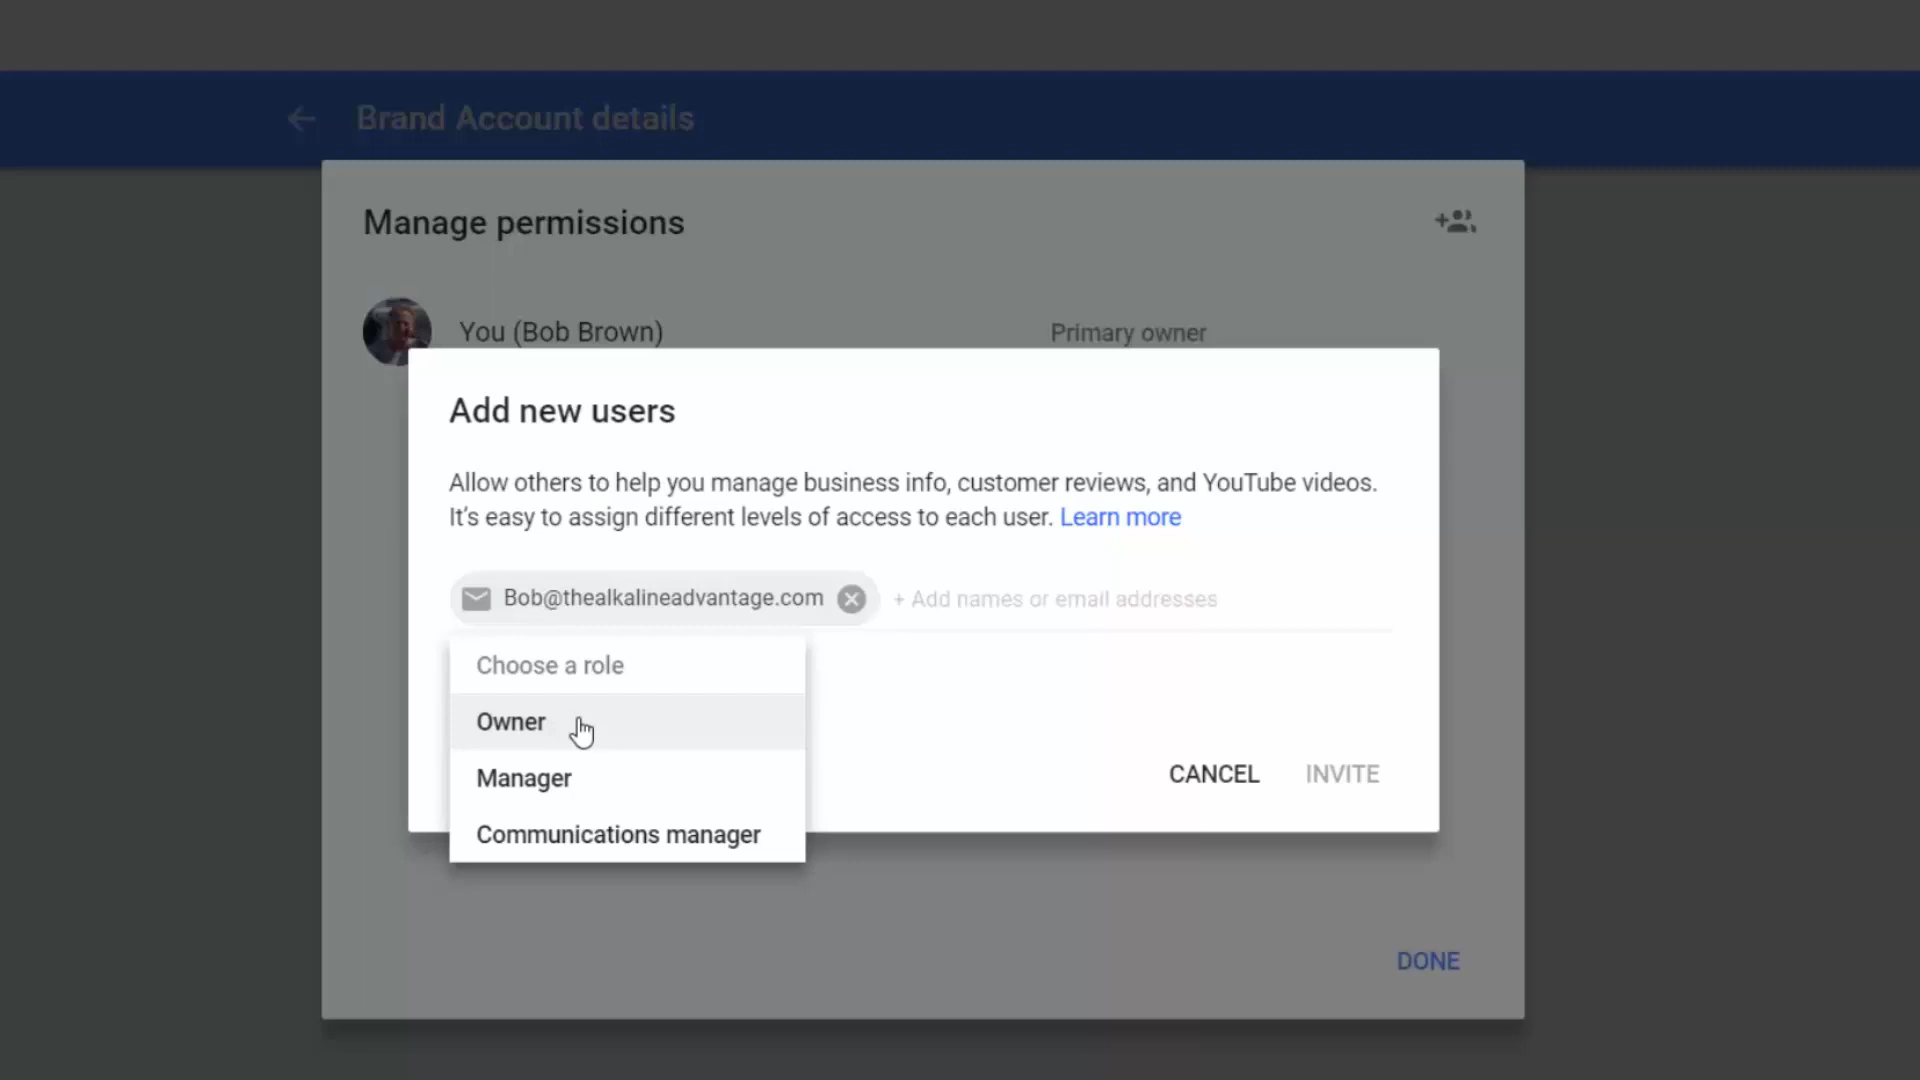 Brand Account details
Manage permissions
You (Bob Brown)
Primary owner
Add new users
Allow others to help you manage business info, customer reviews, and YouTube videos.
It's easy to assign different levels of access to each user. Learn more
Bob@thealkalineadvantage.com
+ Add names or email addresses
Choose a role
Owner
Manager
Communications manager
CANCEL
INVITE
DONE